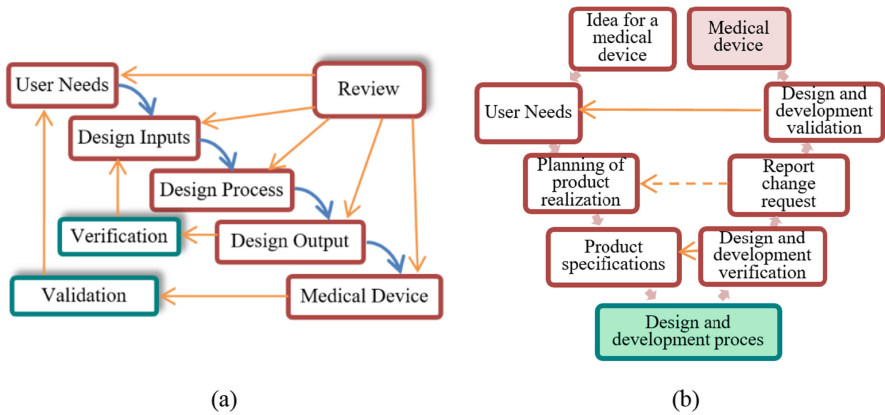 User Needs
Review
Design Inputs
Design Process
Verification
Design Output
Validation
Medical Device
(a)
Idea for a
medical
device
Medical
device
User Needs
Design and
development
validation
Planning of
product
realization
Report
change
request
Product
specifications
Design and
development
verification
Design and
development proces
(b)